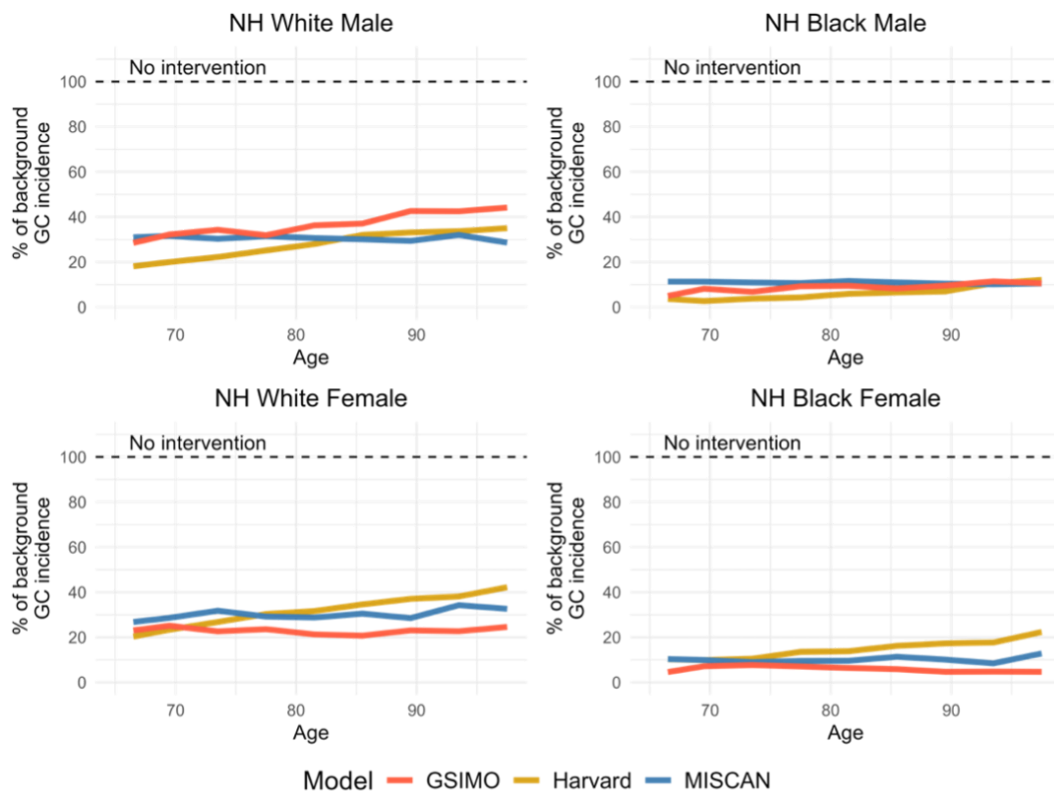 NH White Male
No intervention
100
80
60
40
20
0
% of background
GC incidence
70
80
90
Age
NH Black Male
No intervention
100
80
60
40
20
0
% of background
GC incidence
70
80
90
Age
NH White Female
No intervention
100
80
60
40
20
0
% of background
GC incidence
70
80
90
Age
NH Black Female
No intervention
100
80
60
40
20
0
% of background
GC incidence
70
80
90
Age
Model GSIMO Harvard MISCAN